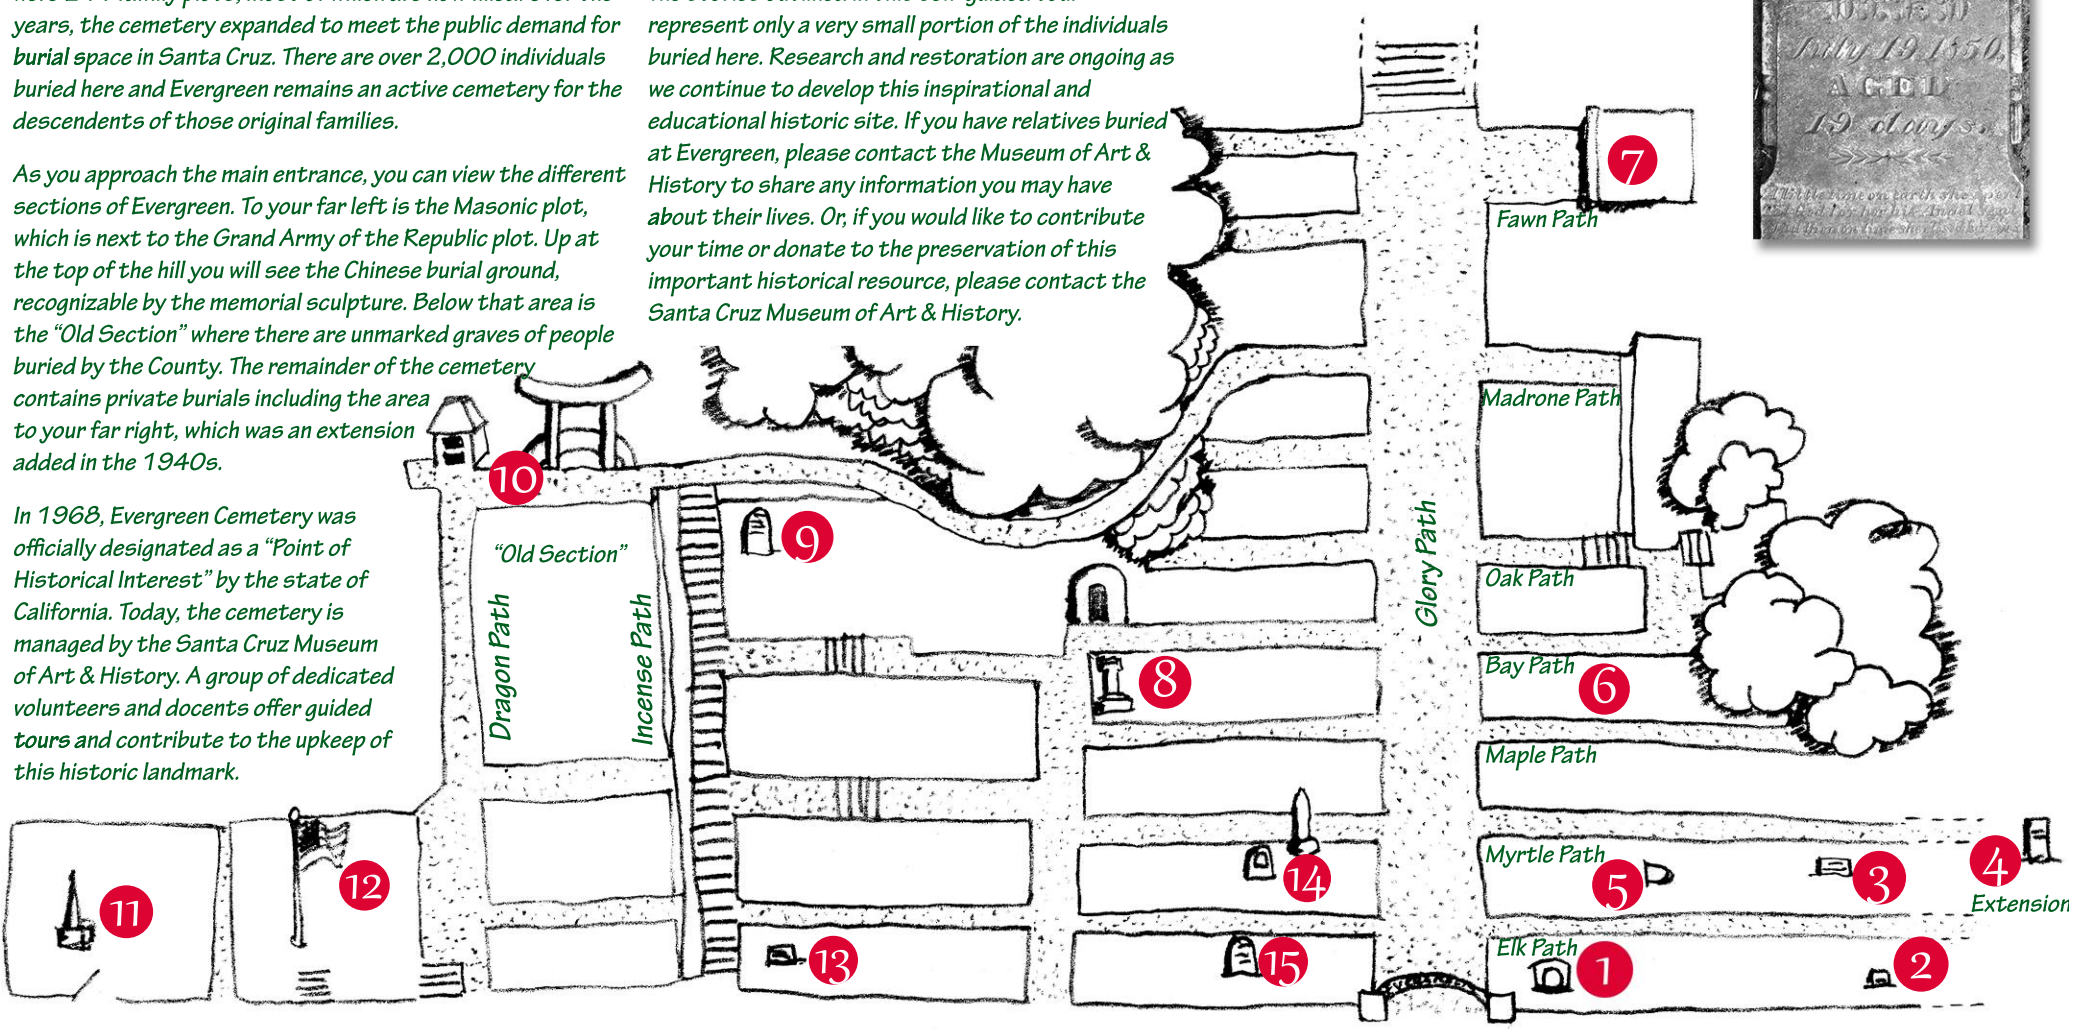 years, the cemetery expanded to meet the public demand for
burial space in Santa Cruz. There are over 2,000 individuals
buried here and Evergreen remains an active cemetery for the
descendents of those original families.
As you approach the main entrance, you can view the different
sections of Evergreen. To your far left is the Masonic plot,
which is next to the Grand Army of the Republic plot. Up at
the top of the hill you will see the Chinese burial ground,
recognizable by the memorial sculpture. Below that area is
the “Old Section” where there are unmarked graves of people
buried by the County. The remainder of the cemetery
contains private burials including the area
to your far right, which was an extension
added in the 1940s.
In 1968, Evergreen Cemetery was
officially designated as a “Point of
Historical Interest” by the state of
California. Today, the cemetery is
managed by the Santa Cruz Museum
of Art & History. A group of dedicated
volunteers and docents offer guided
tours and contribute to the upkeep of
this historic landmark.
represent only a very small portion of the individuals
buried here. Research and restoration are ongoing as
we continue to develop this inspirational and
educational historic site. If you have relatives buried
at Evergreen, please contact the Museum of Art &
History to share any information you may have
about their lives. Or, if you would like to contribute
your time or donate to the preservation of this
important historical resource, please contact the
Santa Cruz Museum of Art & History.
July 19, 1850,
AGED
19 days.
7
Fawn Path
Madrone Path
10
9
“Old Section”
Dragon Path
Incense Path
Glory Path
Oak Path
8
Bay Path
6
Maple Path
Myrtle Path
5
3
4
Extension
14
12
11
13
15
Elk Path
1
2
EVERGREEN